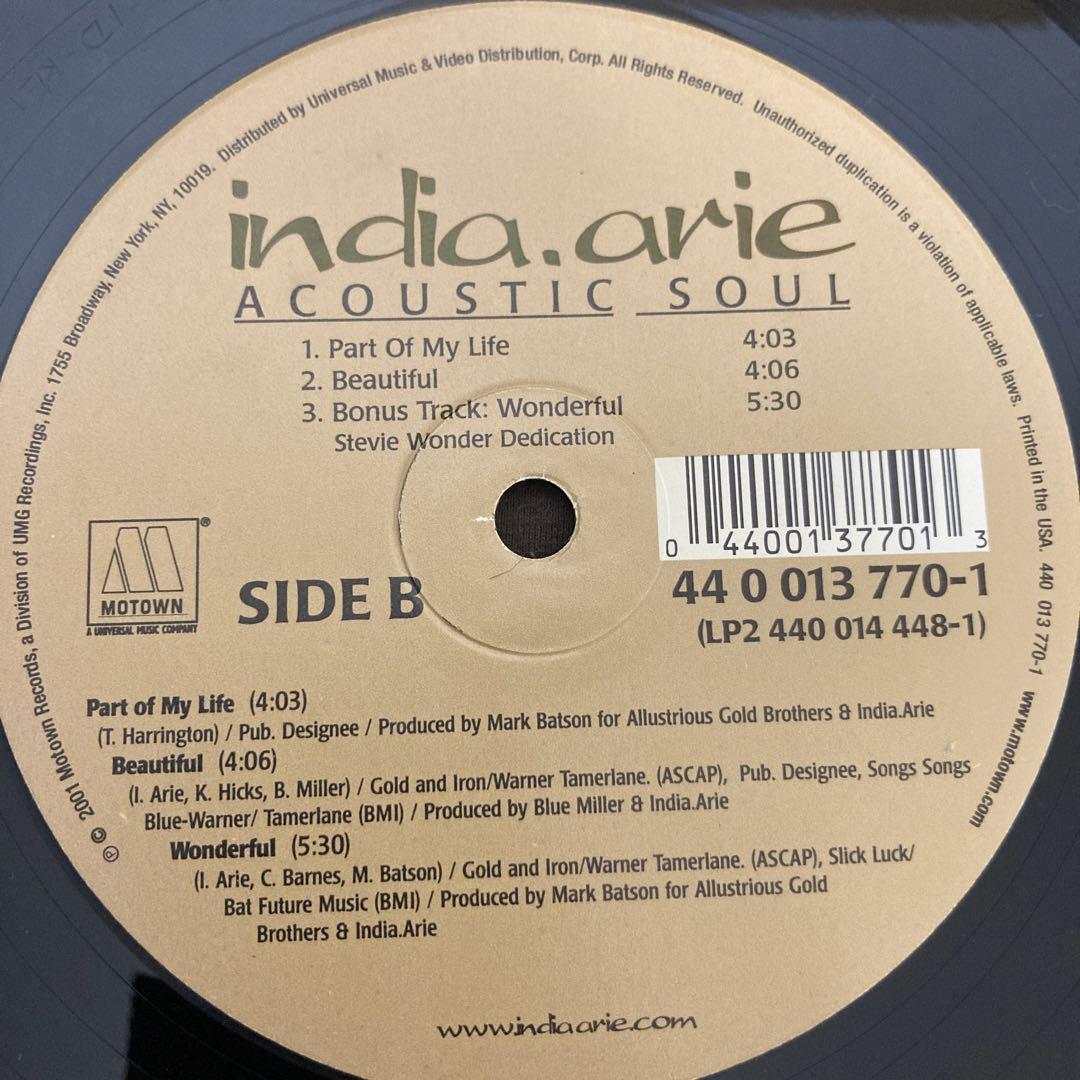 ℗ © 2001 Motown Records, a Division of UMG Recordings, Inc. 1755 Broadway, New York, NY, 10019. Distributed by Universal Music & Video Distribution, Corp. All Rights Reserved. Unauthorized duplication is a violation of applicable laws. Printed in the USA. 440 013 770-1 www.motown.com
india.arie
ACOUSTIC SOUL
1. Part Of My Life 4:03
2. Beautiful 4:06
3. Bonus Track: Wonderful 5:30
Stevie Wonder Dedication
0 44001 37701 3
44 0 013 770-1
(LP2 440 014 448-1)
MOTOWN®
A UNIVERSAL MUSIC COMPANY
SIDE B
Part of My Life (4:03)
(T. Harrington) / Pub. Designee / Produced by Mark Batson for Allustrious Gold Brothers & India.Arie
Beautiful (4:06)
(I. Arie, K. Hicks, B. Miller) / Gold and Iron/Warner Tamerlane. (ASCAP), Pub. Designee, Songs Songs
Blue-Warner/ Tamerlane (BMI) / Produced by Blue Miller & India.Arie
Wonderful (5:30)
(I. Arie, C. Barnes, M. Batson) / Gold and Iron/Warner Tamerlane. (ASCAP), Slick Luck/
Bat Future Music (BMI) / Produced by Mark Batson for Allustrious Gold
Brothers & India.Arie
www.indiaarie.com